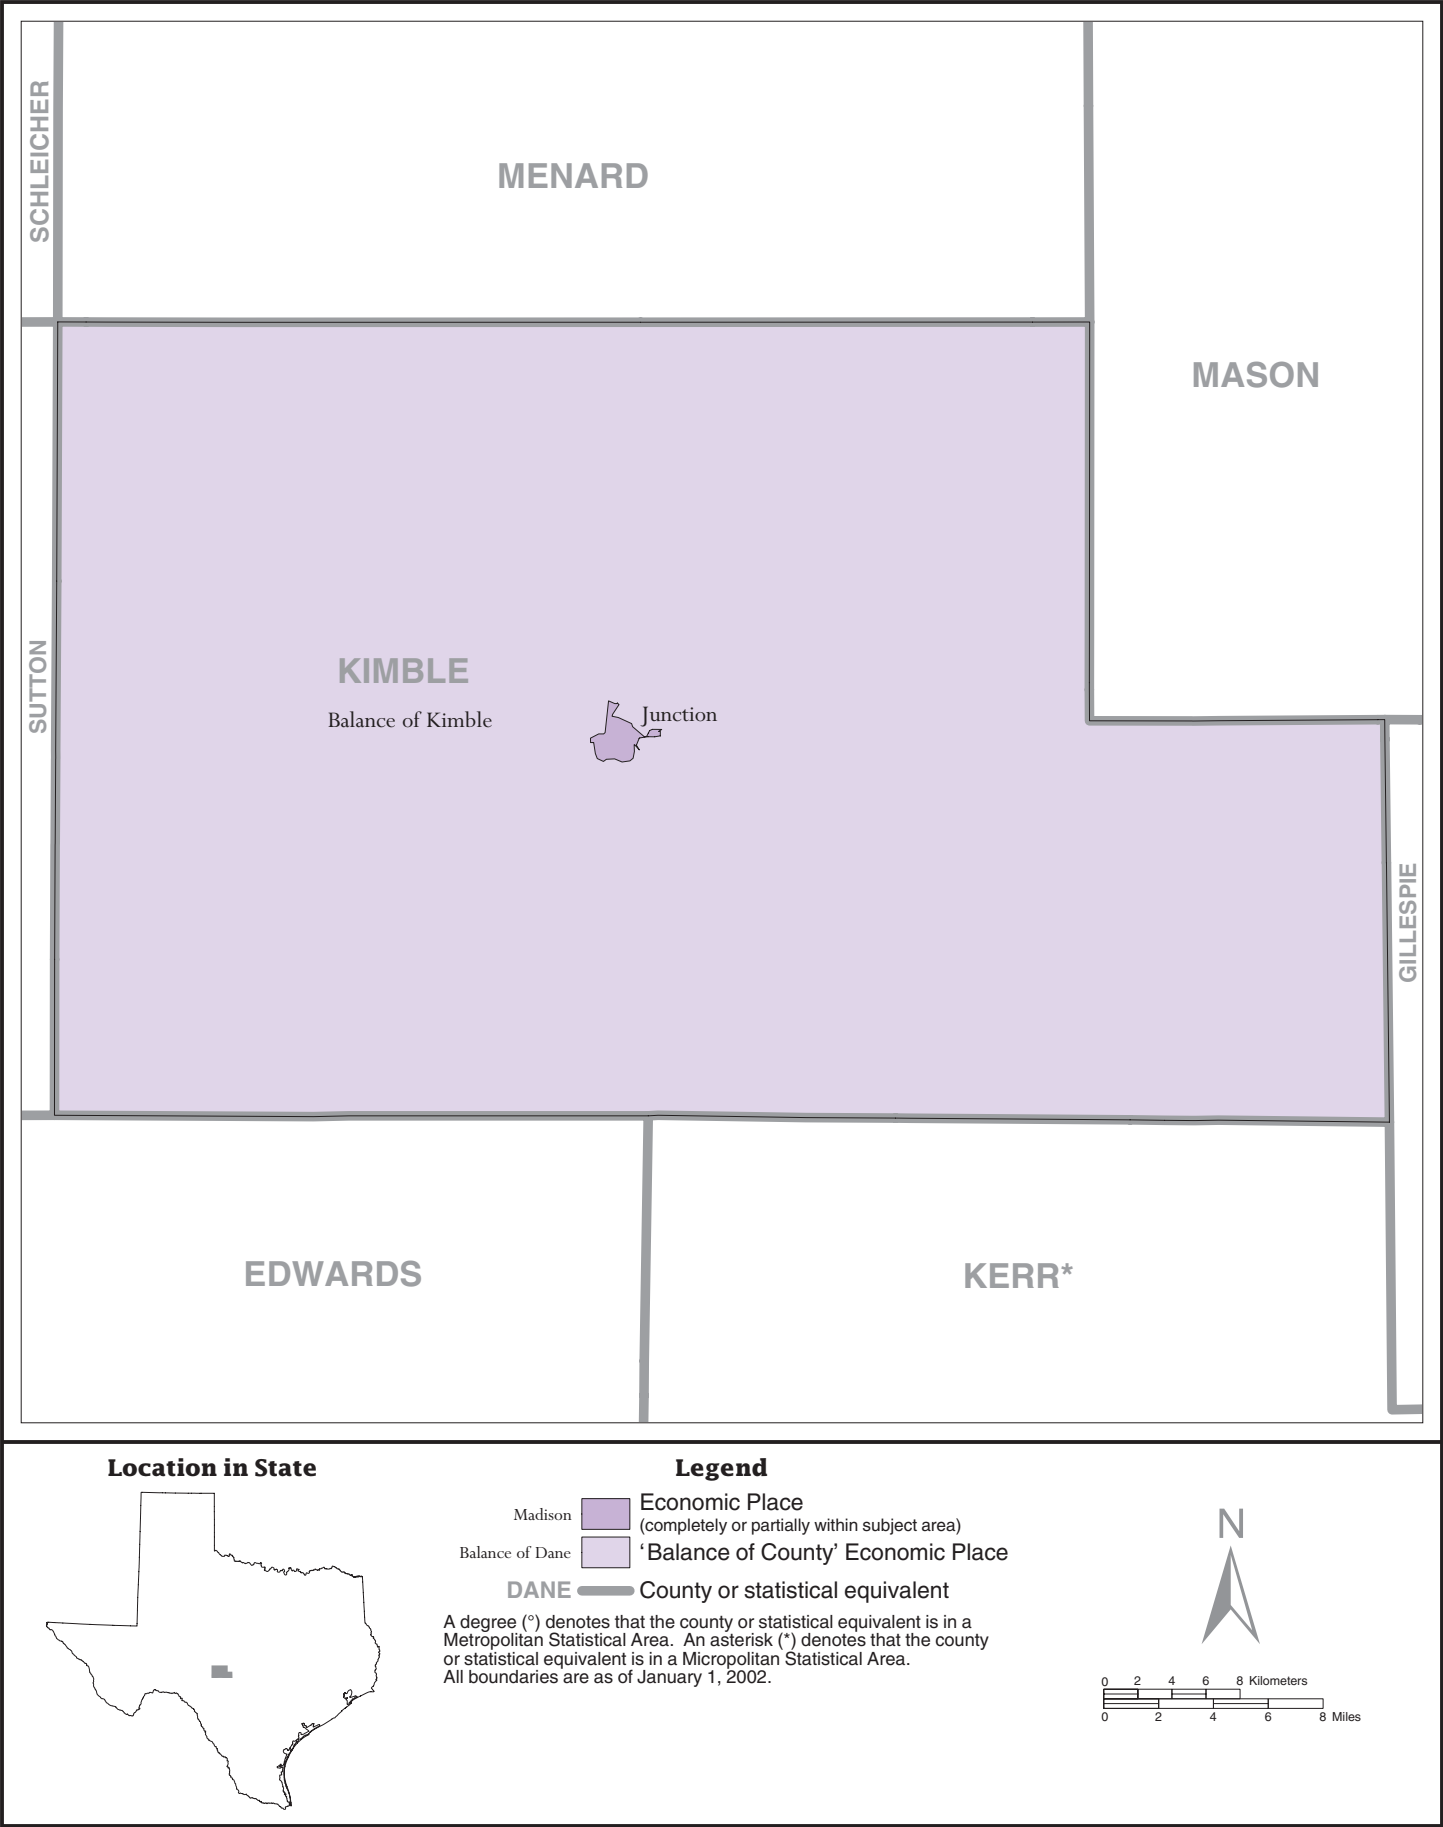 SCHLEICHER
MENARD
MASON
SUTTON
KIMBLE
Balance of Kimble
Junction
GILLESPIE
EDWARDS
KERR*
Location in State
Legend
Madison
Economic Place
(completely or partially within subject area)
Balance of Dane
‘Balance of County’ Economic Place
DANE
County or statistical equivalent
A degree (°) denotes that the county or statistical equivalent is in a
Metropolitan Statistical Area.  An asterisk (*) denotes that the county
or statistical equivalent is in a Micropolitan Statistical Area.
All boundaries are as of January 1, 2002.
N
0 2 4 6 8 Kilometers
0 2 4 6 8 Miles